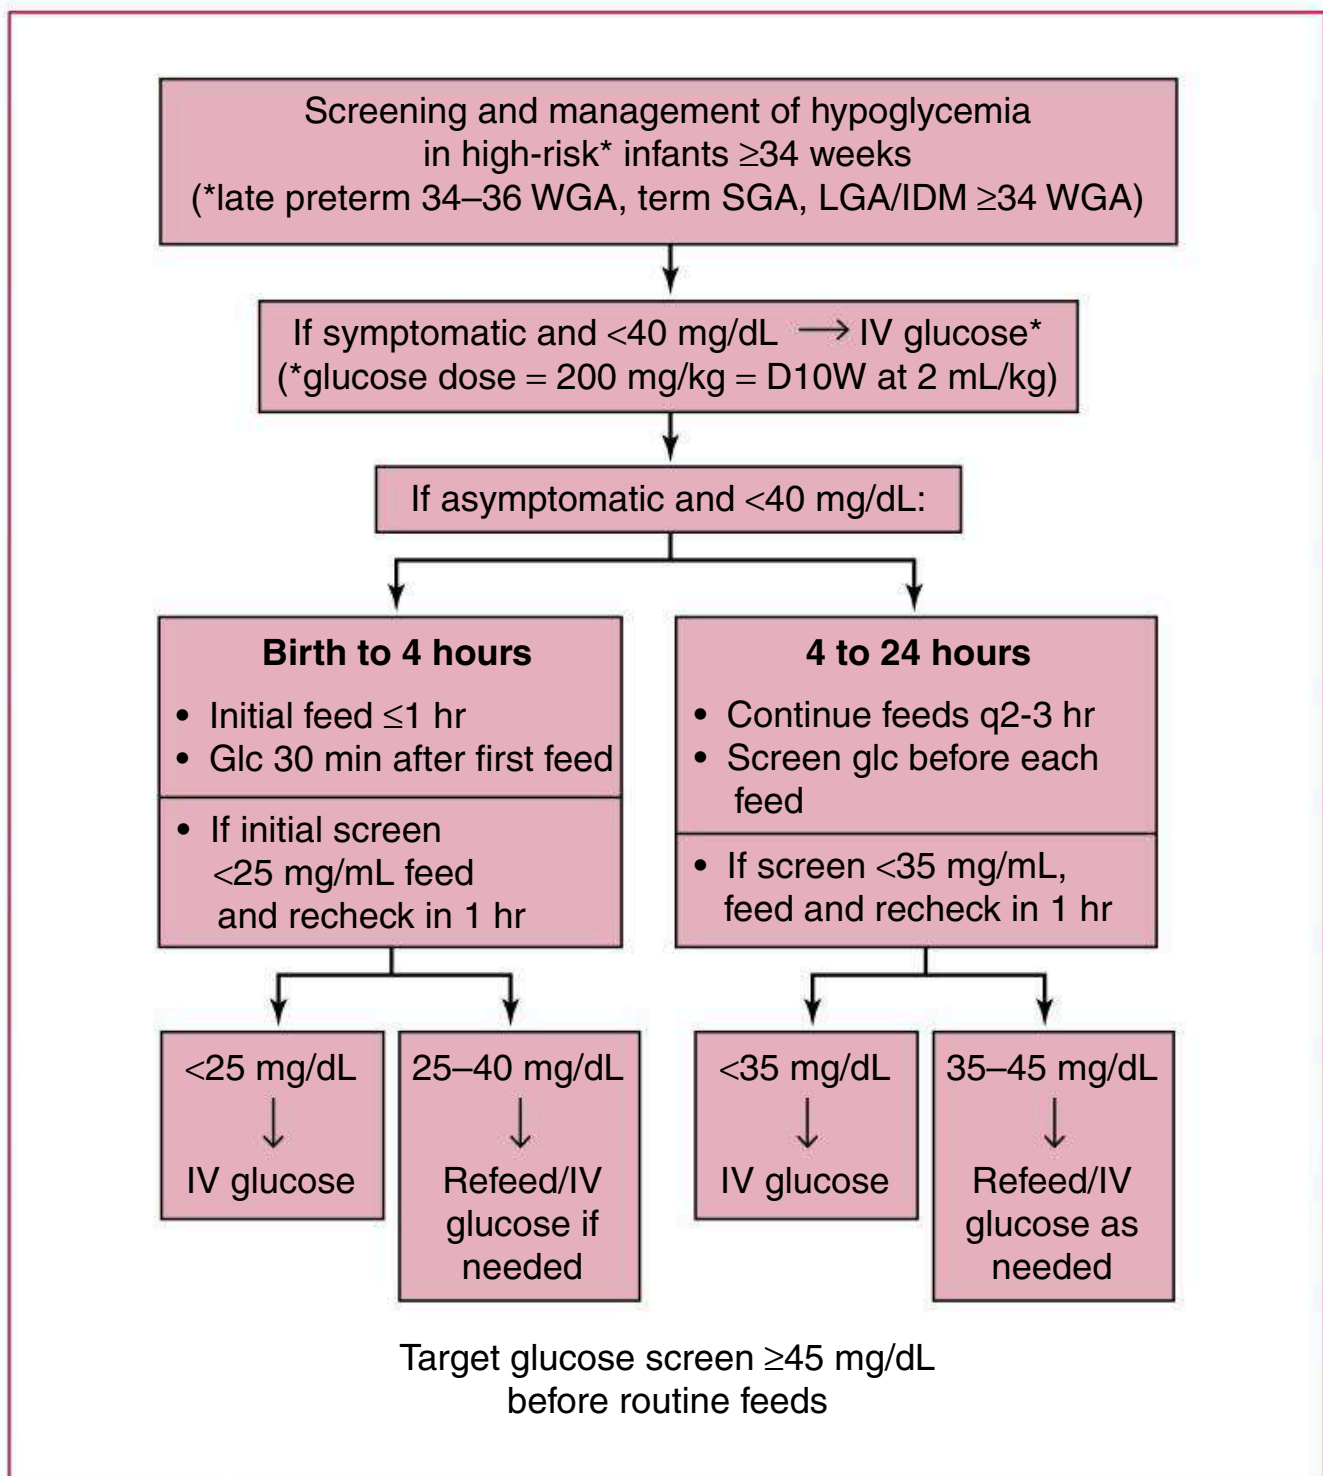 Screening and management of hypoglycemia
in high-risk* infants ≥34 weeks
(*late preterm 34–36 WGA, term SGA, LGA/IDM ≥34 WGA)
If symptomatic and <40 mg/dL → IV glucose*
(*glucose dose = 200 mg/kg = D10W at 2 mL/kg)
If asymptomatic and <40 mg/dL:
Birth to 4 hours
• Initial feed ≤1 hr
• Glc 30 min after first feed
• If initial screen
<25 mg/mL feed
and recheck in 1 hr
4 to 24 hours
• Continue feeds q2-3 hr
• Screen glc before each
feed
• If screen <35 mg/mL,
feed and recheck in 1 hr
<25 mg/dL
↓
IV glucose
25–40 mg/dL
↓
Refeed/IV
glucose if
needed
<35 mg/dL
↓
IV glucose
35–45 mg/dL
↓
Refeed/IV
glucose as
needed
Target glucose screen ≥45 mg/dL
before routine feeds